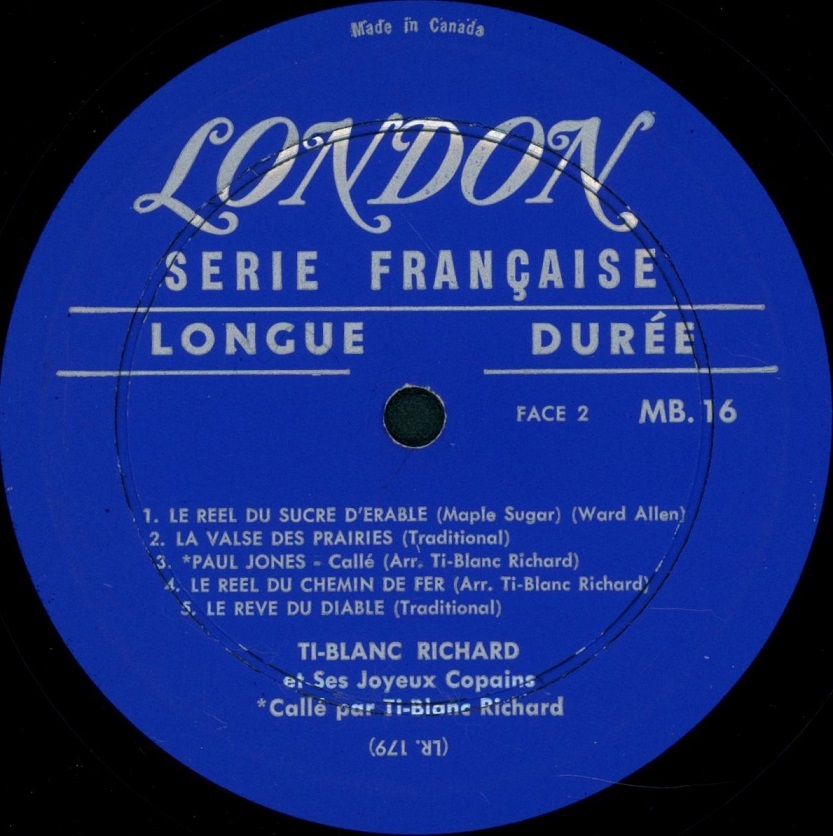 Made in Canada
LONDON
SERIE FRANÇAISE
LONGUE DURÉE
FACE 2 MB. 16
1. LE REEL DU SUCRE D'ERABLE (Maple Sugar) (Ward Allen)
2. LA VALSE DES PRAIRIES (Traditional)
3. *PAUL JONES - Callé (Arr. Ti-Blanc Richard)
4. LE REEL DU CHEMIN DE FER (Arr. Ti-Blanc Richard)
5. LE REVE DU DIABLE (Traditional)
TI-BLANC RICHARD
et Ses Joyeux Copains
*Callé par Ti-Blanc Richard
(LR. 179)